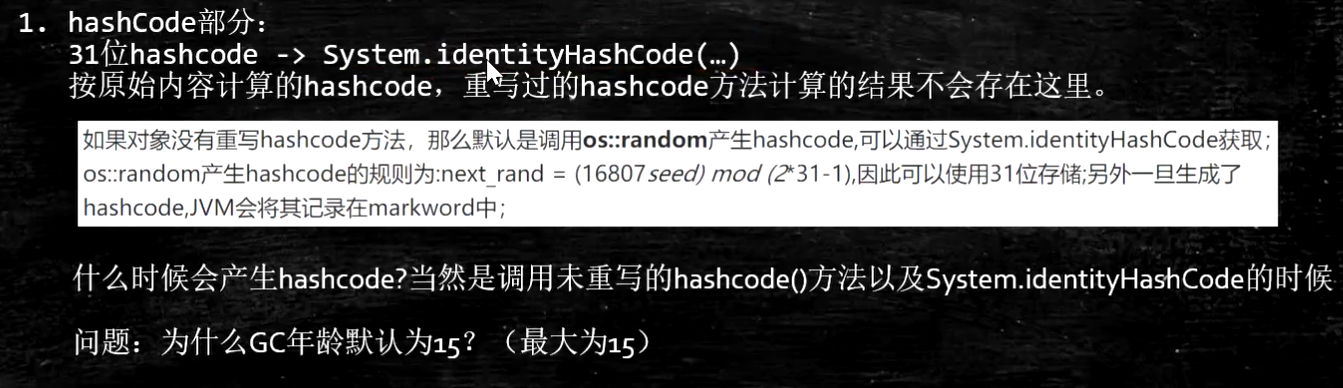 1. hashCode部分：
31位hashcode -> System.identityHashCode(…)
按原始内容计算的hashcode，重写过的hashcode方法计算的结果不会存在这里。
如果对象没有重写hashcode方法，那么默认是调用os::random产生hashcode,可以通过System.identityHashCode获取；
os::random产生hashcode的规则为:next_rand = (16807seed) mod (2*31-1),因此可以使用31位存储;另外一旦生成了
hashcode,JVM会将其记录在markword中；
什么时候会产生hashcode?当然是调用未重写的hashcode()方法以及System.identityHashCode的时候
问题：为什么GC年龄默认为15？（最大为15）